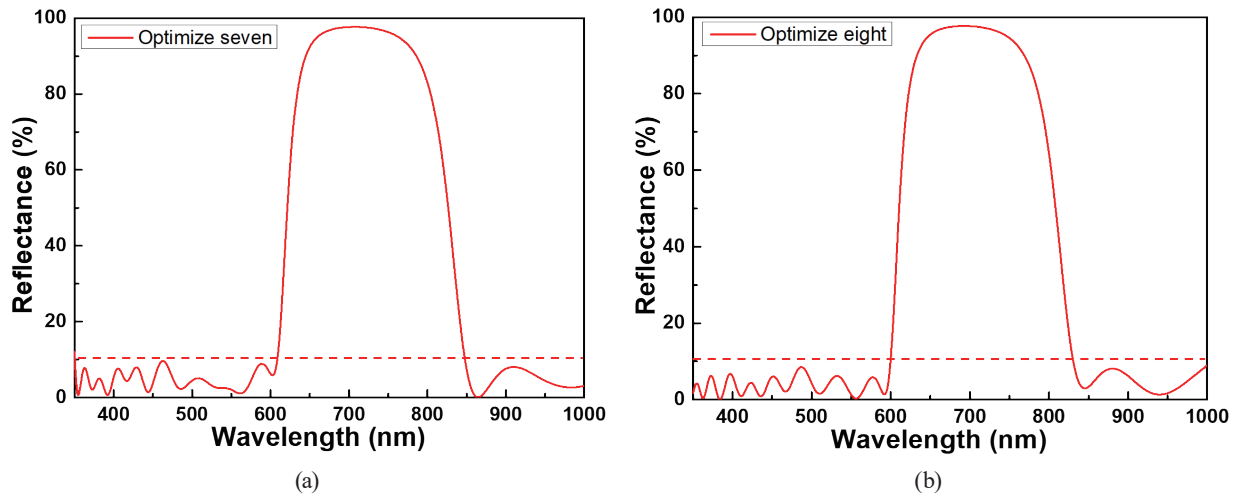 Optimize seven
Reflectance (%)
100
80
60
40
20
0
400 500 600 700 800 900 1000
Wavelength (nm)
(a)
Optimize eight
Reflectance (%)
100
80
60
40
20
0
400 500 600 700 800 900 1000
Wavelength (nm)
(b)